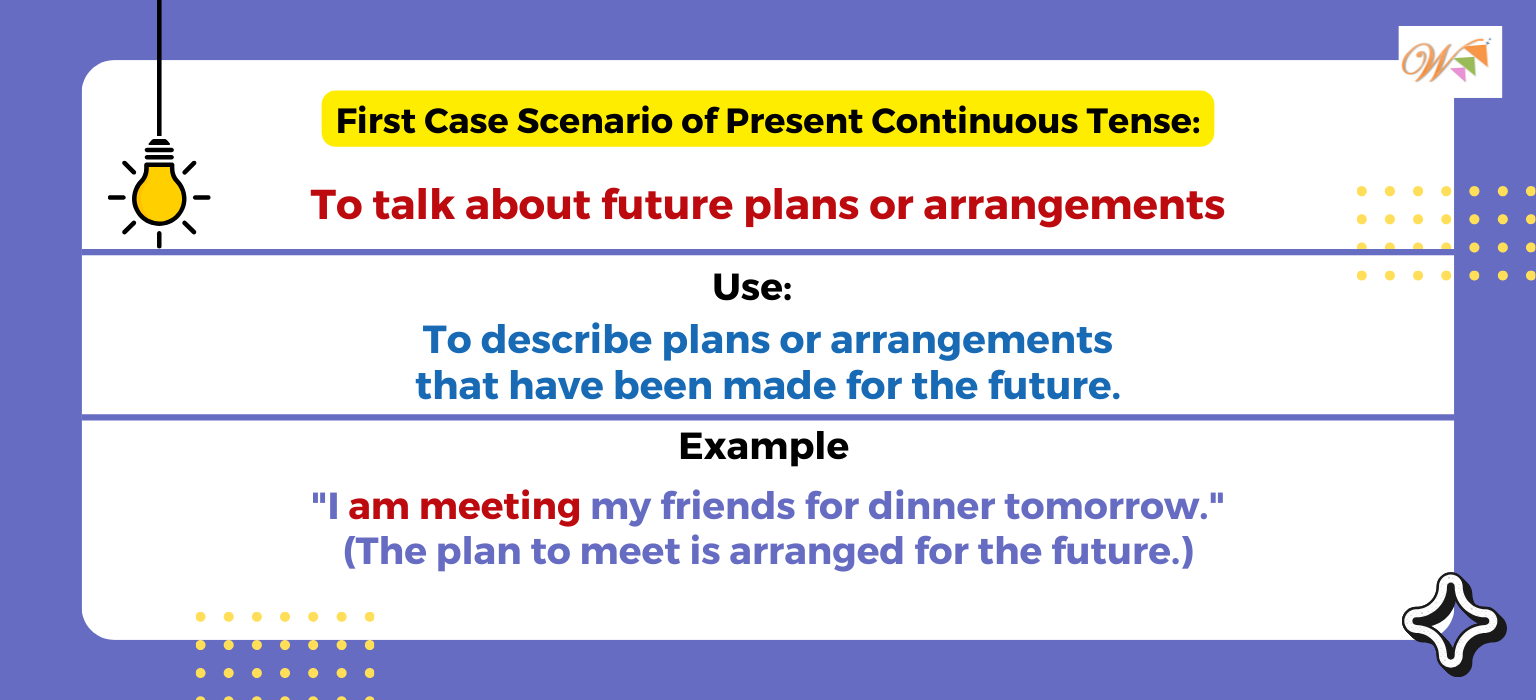 W
First Case Scenario of Present Continuous Tense:
To talk about future plans or arrangements
Use:
To describe plans or arrangements
that have been made for the future.
Example
"I am meeting my friends for dinner tomorrow."
(The plan to meet is arranged for the future.)